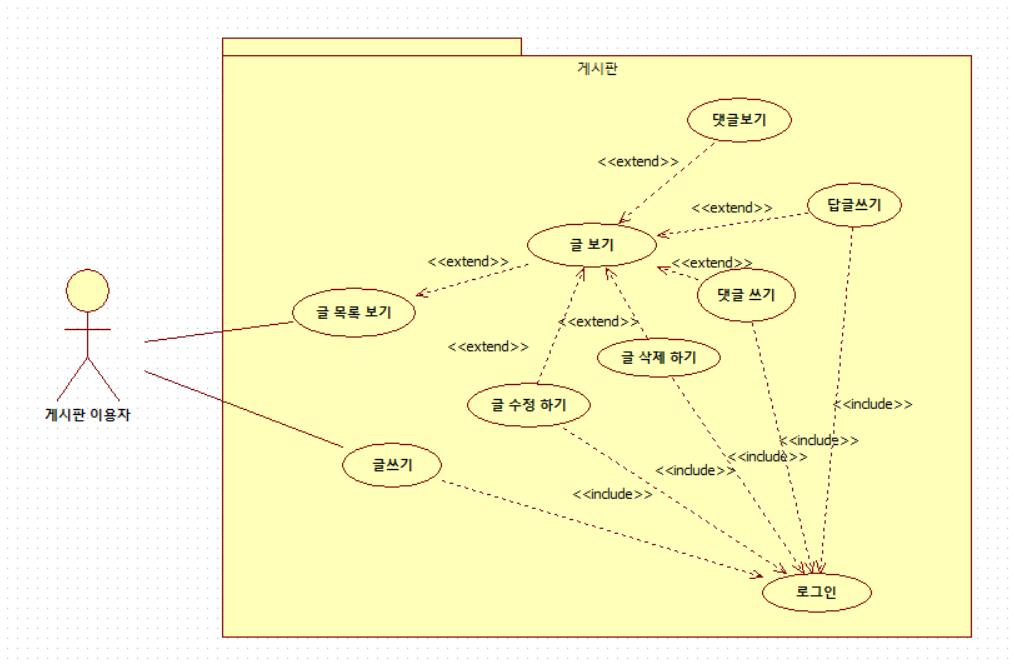 게시판
댓글보기
<<extend>>
답글쓰기
<<extend>>
글 보기
<<extend>>
<<extend>>
댓글 쓰기
글 목록 보기
<<extend>>
<<extend>>
글 삭제 하기
글 수정 하기
<<include>>
게시판 이용자
<<include>>
<<include>>
글쓰기
<<include>>
<<include>>
로그인